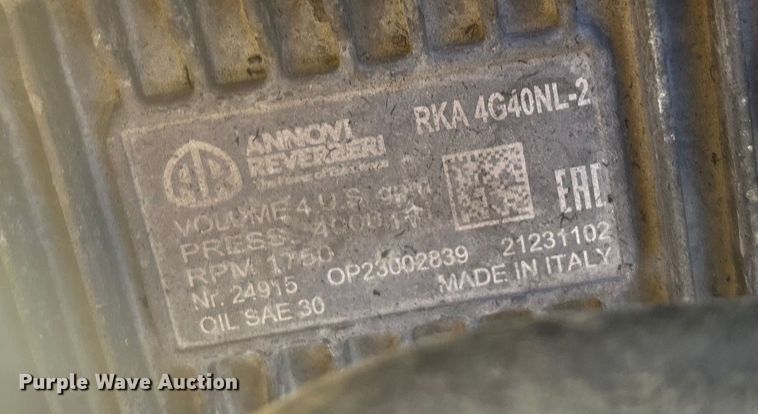 RKA 4G40NL-2
ANNOVI
REVERBERI
VOLUME 4 U.S. gpm
PRESS.
RPM 1750
Nr. 24915 OP23002839 21231102
OIL SAE 30 MADE IN ITALY
EAC
Purple Wave Auction